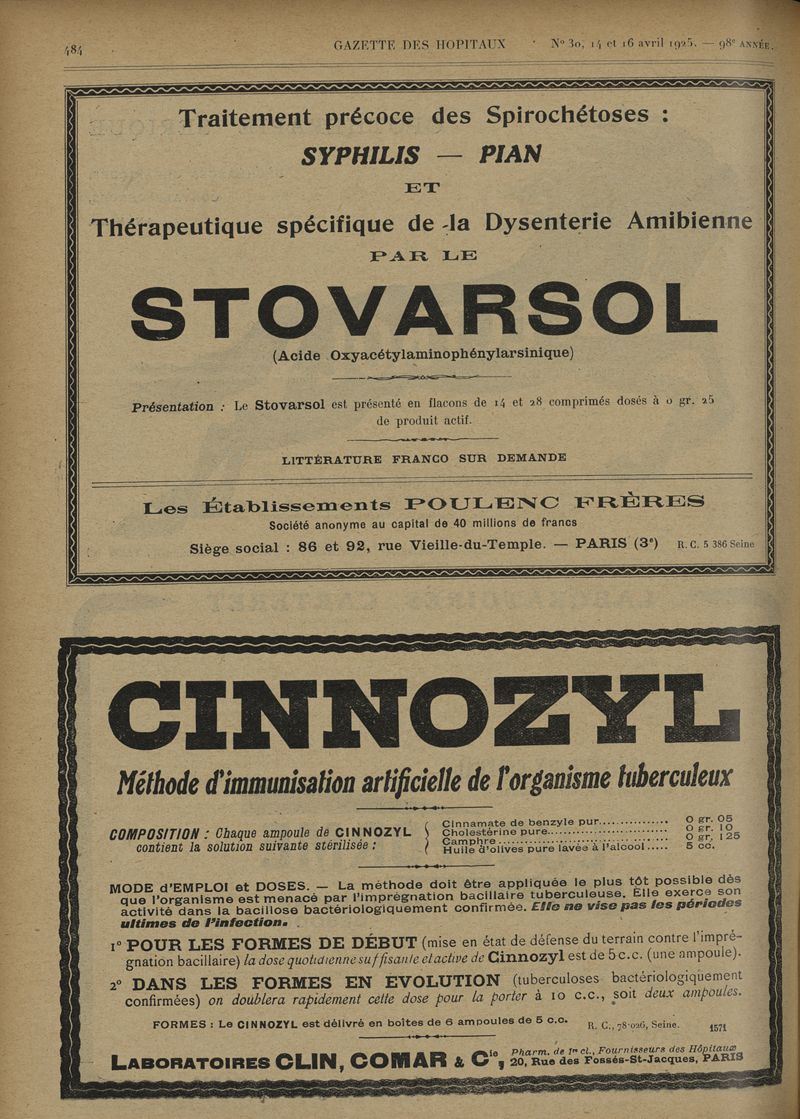 484
GAZETTE DES HOPITAUX
N° 30, 14 et 16 avril 1925. — 98e ANNÉE.
Traitement précoce des Spirochétoses :
SYPHILIS — PIAN
ET
Thérapeutique spécifique de la Dysenterie Amibienne
PAR LE
STOVARSOL
(Acide Oxyacétylaminophénylarsinique)
Présentation : Le Stovarsol est présenté en flacons de 14 et 28 comprimés dosés à 0 gr. 25
de produit actif.
LITTÉRATURE FRANCO SUR DEMANDE
Les Établissements POULENC FRÈRES
Société anonyme au capital de 40 millions de francs
Siège social : 86 et 92, rue Vieille-du-Temple. — PARIS (3e) R. C. 5 386 Seine
CINNOZYL
Méthode d'immunisation artificielle de l'organisme tuberculeux
COMPOSITION : Chaque ampoule de CINNOZYL
contient la solution suivante stérilisée :
Cinnamate de benzyle pur................ 0 gr. 05
Cholestérine pure........................... 0 gr. 10
Camphre....................................... 0 gr. 125
Huile d'olives pure lavée à l'alcool..... 5 cc.
MODE d'EMPLOI et DOSES. — La méthode doit être appliquée le plus tôt possible dès
que l'organisme est menacé par l'imprégnation bacillaire tuberculeuse. Elle exerce son
activité dans la bacillose bactériologiquement confirmée. Elle ne vise pas les périodes
ultimes de l'infection.
1° POUR LES FORMES DE DÉBUT (mise en état de défense du terrain contre l'impré-
gnation bacillaire) la dose quotidienne suffisante et active de Cinnozyl est de 5 c.c. (une ampoule).
2° DANS LES FORMES EN ÉVOLUTION (tuberculoses bactériologiquement
confirmées) on doublera rapidement cette dose pour la porter à 10 c.c., soit deux ampoules.
FORMES : Le CINNOZYL est délivré en boîtes de 6 ampoules de 5 c.c. R. C., 78-026, Seine. 1571
LABORATOIRES CLIN, COMAR & Cie, Pharm. de 1re cl., Fournisseurs des Hôpitaux
20, Rue des Fossés-St-Jacques, PARIS